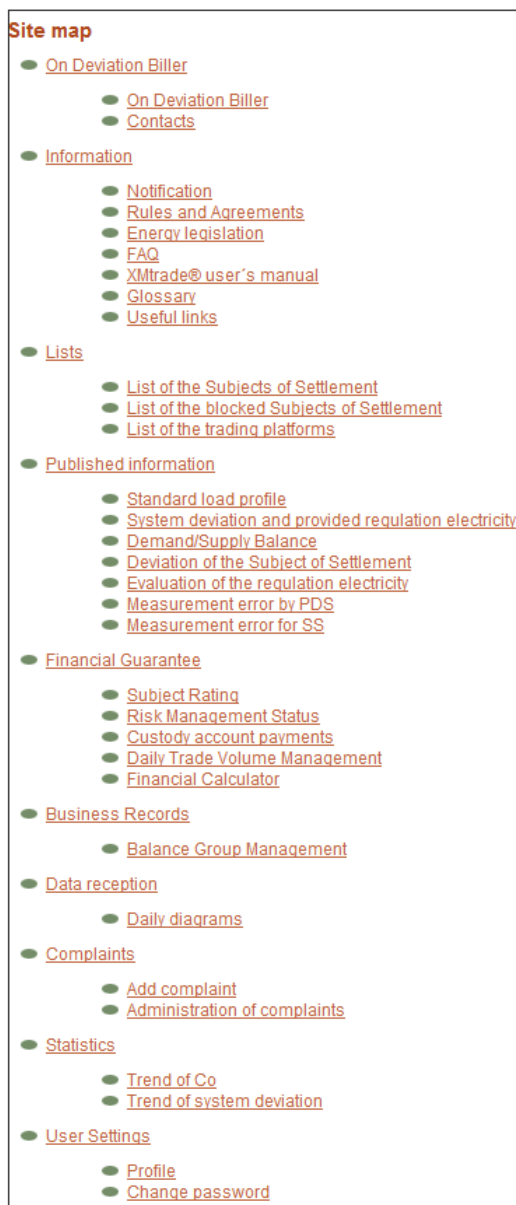 Site map
On Deviation Biller
On Deviation Biller
Contacts
Information
Notification
Rules and Agreements
Energy legislation
FAQ
XMtrade® user´s manual
Glossary
Useful links
Lists
List of the Subjects of Settlement
List of the blocked Subjects of Settlement
List of the trading platforms
Published information
Standard load profile
System deviation and provided regulation electricity
Demand/Supply Balance
Deviation of the Subject of Settlement
Evaluation of the regulation electricity
Measurement error by PDS
Measurement error for SS
Financial Guarantee
Subject Rating
Risk Management Status
Custody account payments
Daily Trade Volume Management
Financial Calculator
Business Records
Balance Group Management
Data reception
Daily diagrams
Complaints
Add complaint
Administration of complaints
Statistics
Trend of Co
Trend of system deviation
User Settings
Profile
Change password